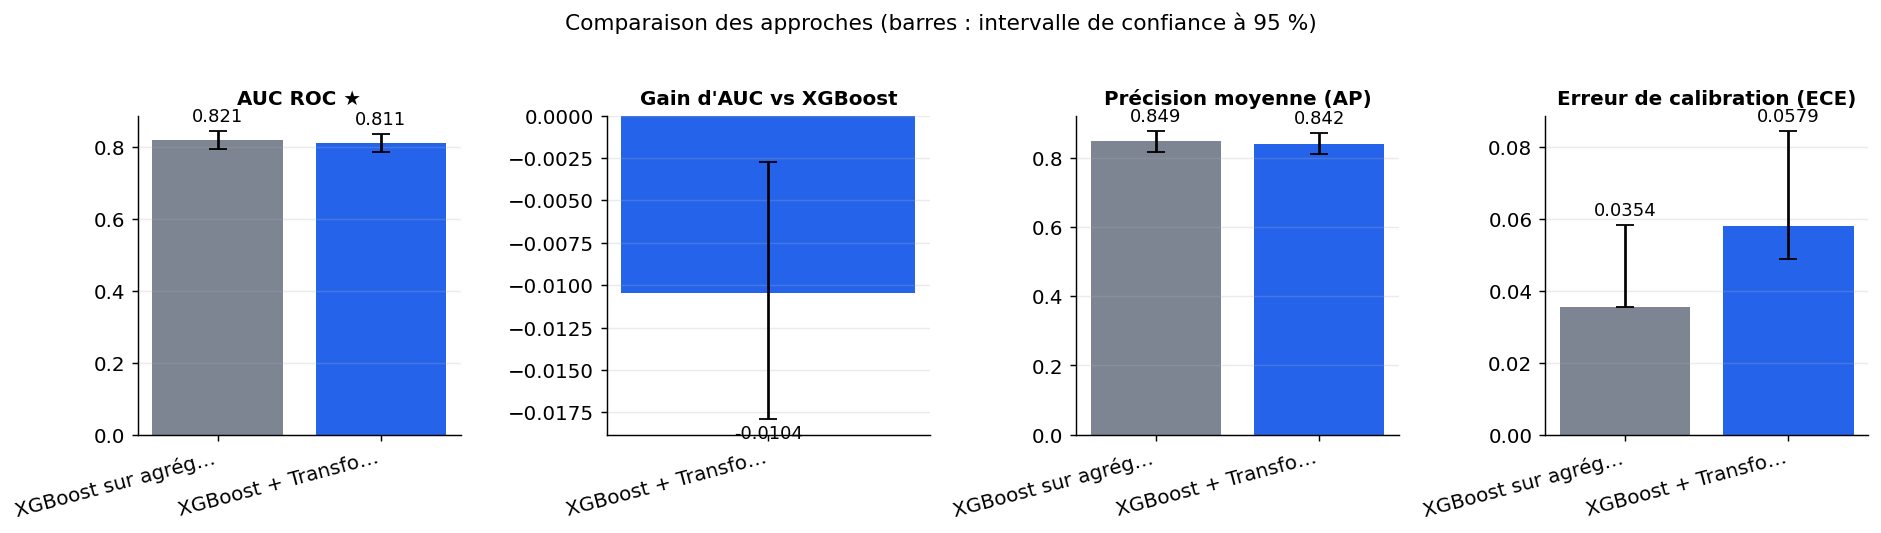 Comparaison des approches (barres : intervalle de confiance à 95 %)
AUC ROC ★
0.821
0.811
0.8
0.6
0.4
0.2
0.0
XGBoost sur agrég...
XGBoost + Transfo...
Gain d'AUC vs XGBoost
0.0000
−0.0025
−0.0050
−0.0075
−0.0100
−0.0125
−0.0150
−0.0175
-0.0104
XGBoost + Transfo...
Précision moyenne (AP)
0.849
0.842
0.8
0.6
0.4
0.2
0.0
XGBoost sur agrég...
XGBoost + Transfo...
Erreur de calibration (ECE)
0.0579
0.0354
0.08
0.06
0.04
0.02
0.00
XGBoost sur agrég...
XGBoost + Transfo...